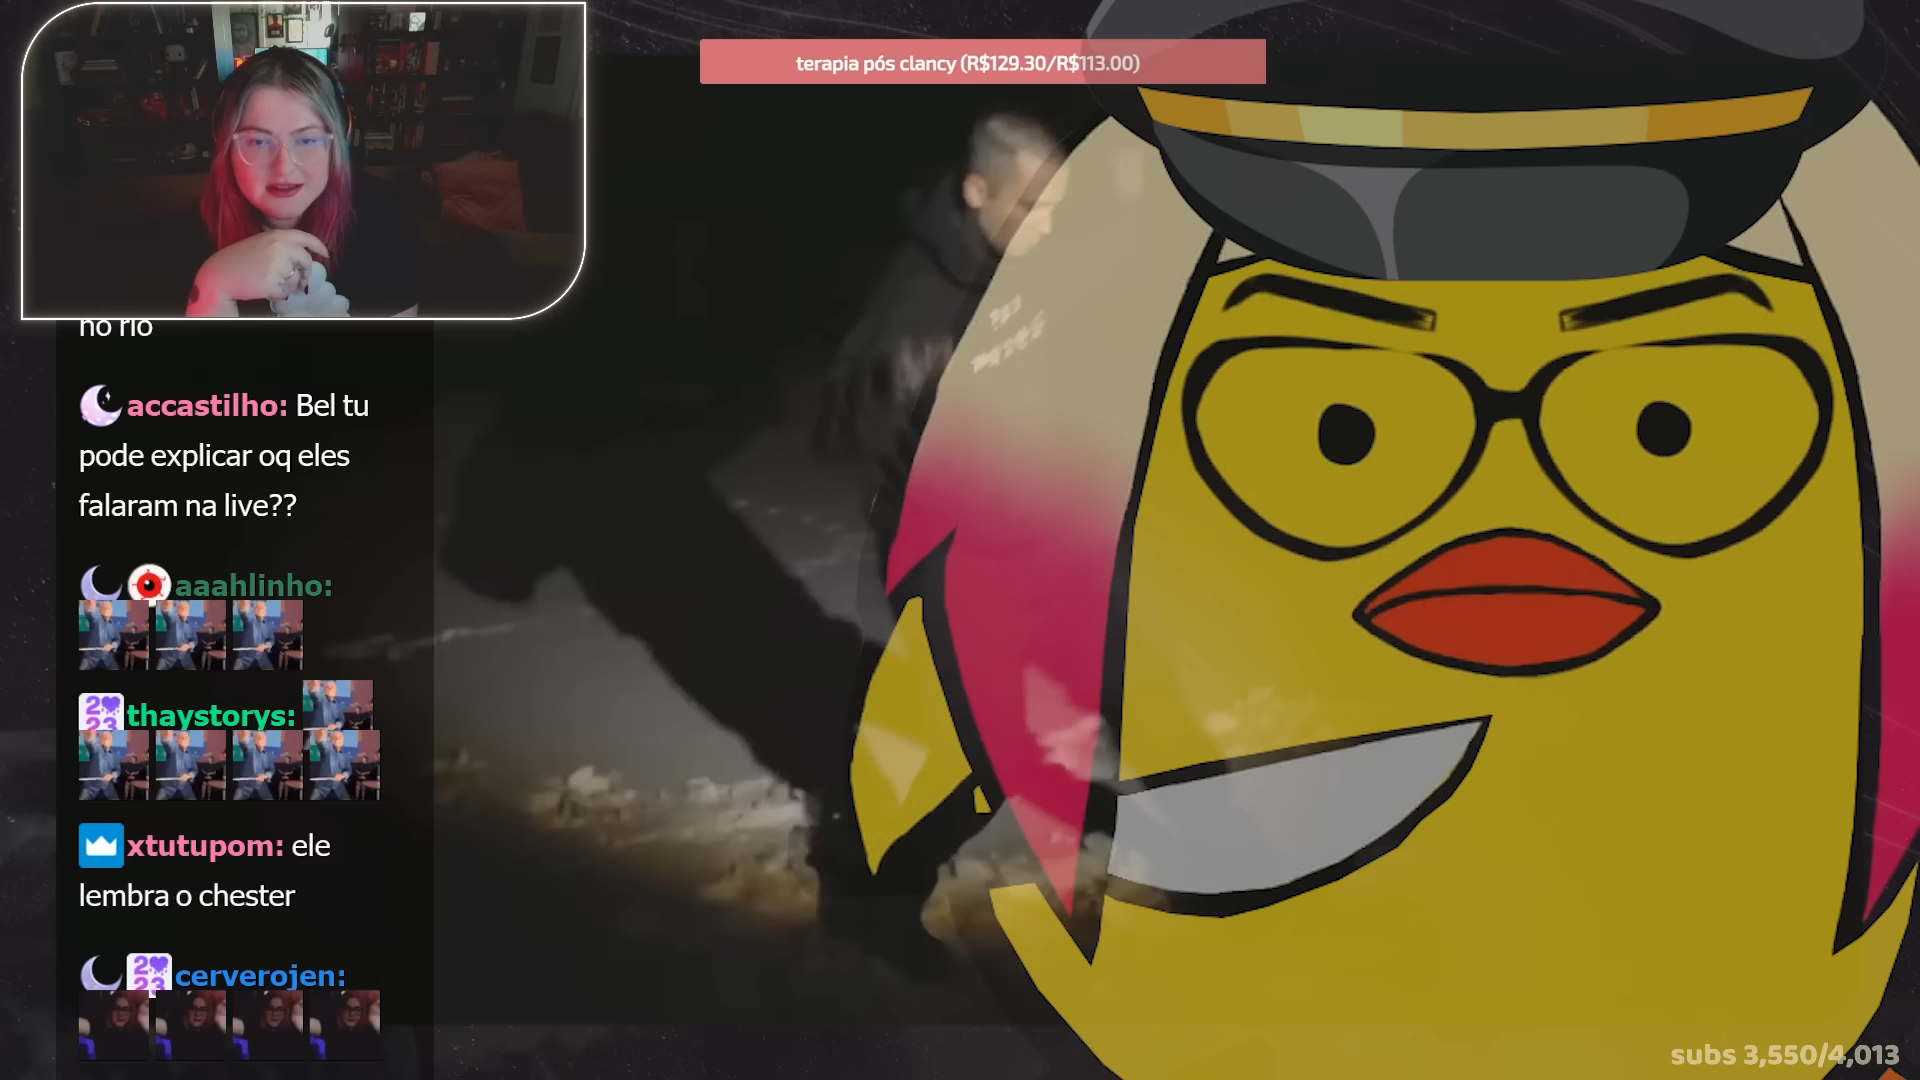 terapia pós clancy (R$129.30/R$113.00)
no rio
accastilho: Bel tu
pode explicar oq eles
falaram na live??
aaahlinho:
thaystorys:
xtutupom: ele
lembra o chester
cerverojen:
subs 3,550/4,013